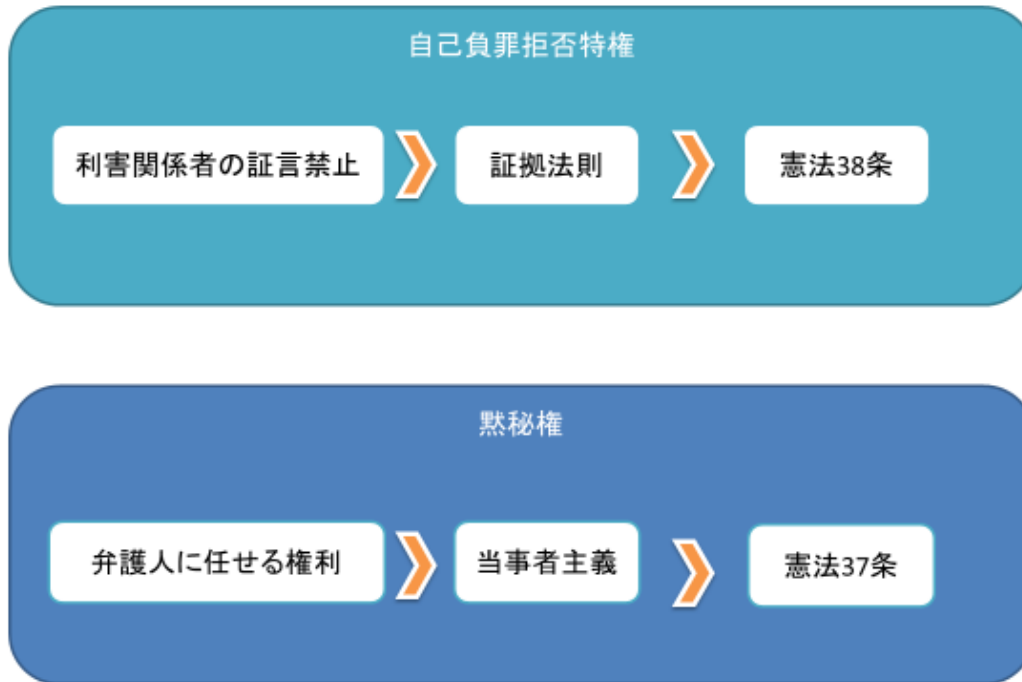 自己負罪拒否特権
利害関係者の証言禁止
証拠法則
憲法38条
黙秘権
弁護人に任せる権利
当事者主義
憲法37条